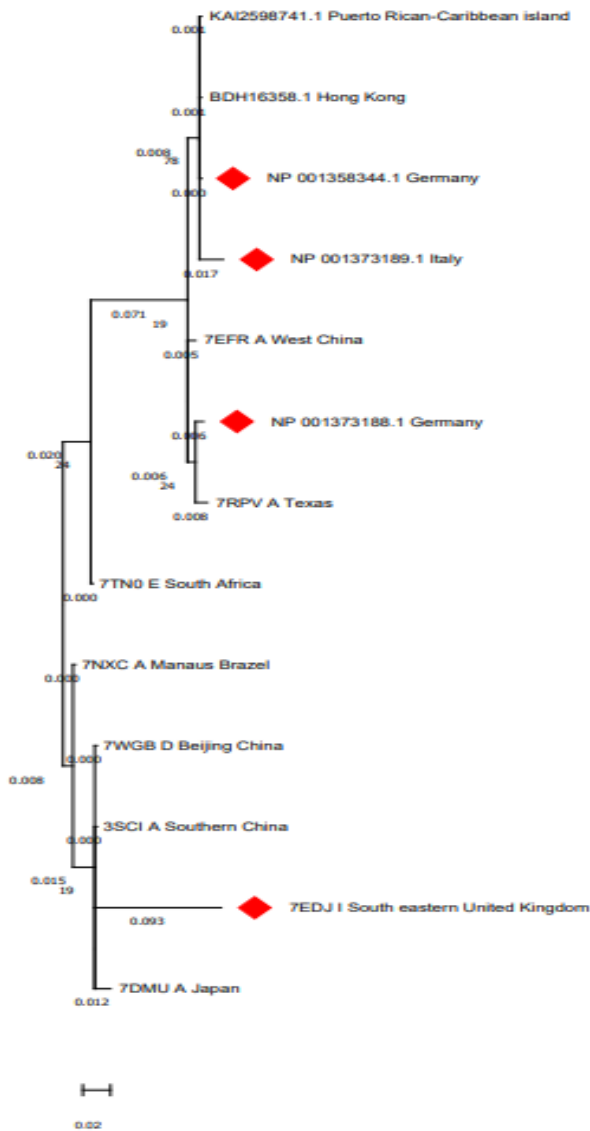 KAI2598741.1 Puerto Rican-Caribbean island
0.001
BDH16358.1 Hong Kong
0.001
0.008
78
NP 001358344.1 Germany
0.000
NP 001373189.1 Italy
0.017
0.071
19
7EFR A West China
0.005
NP 001373188.1 Germany
0.006
0.020
24
0.005
24
7RPV A Texas
0.008
7TN0 E South Africa
0.000
7NXC A Manaus Brazel
0.000
7WGB D Beijing China
0.000
0.008
3SCI A Southern China
0.000
0.015
19
7EDJ I South eastern United Kingdom
0.093
7DMU A Japan
0.012
0.02